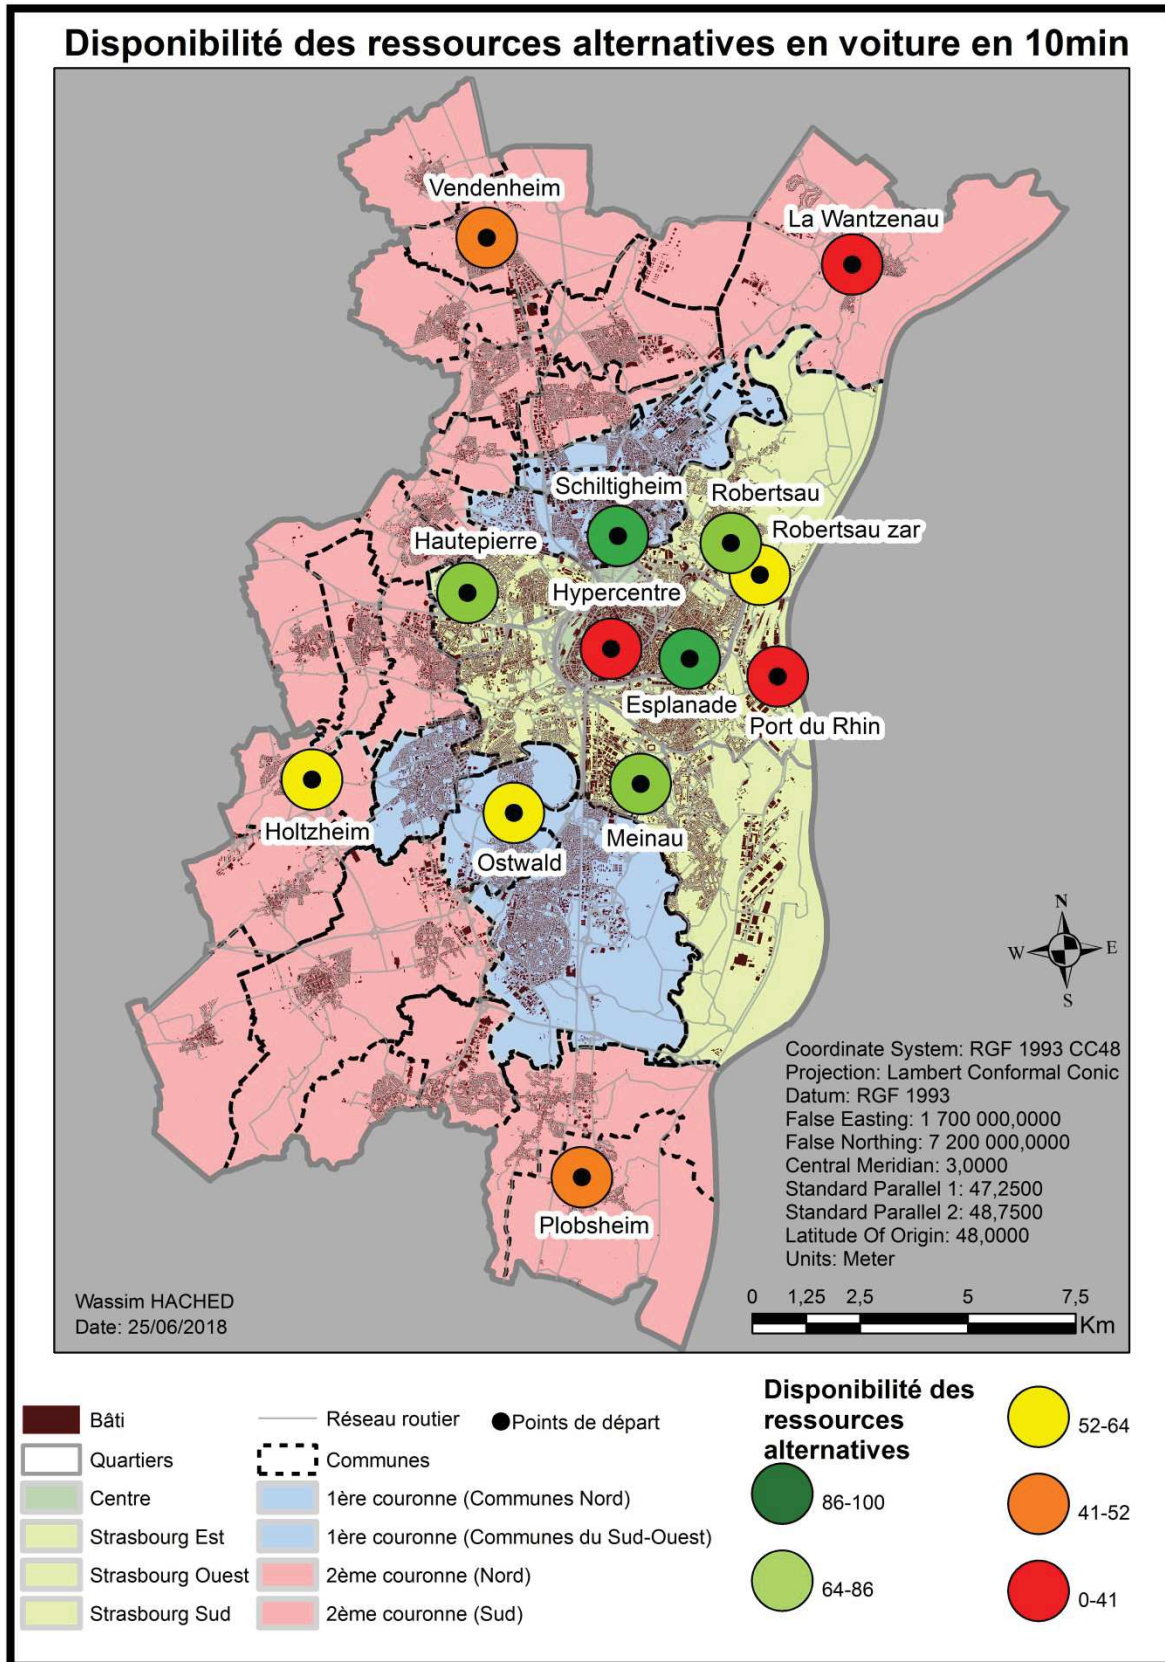 Disponibilité des ressources alternatives en voiture en 10min
Vendenheim
La Wantzenau
Schiltigheim
Robertsau
Robertsau zar
Hautepierre
Hypercentre
Esplanade
Port du Rhin
Holtzheim
Ostwald
Meinau
Plobsheim
N
W
E
S
Coordinate System: RGF 1993 CC48
Projection: Lambert Conformal Conic
Datum: RGF 1993
False Easting: 1 700 000,0000
False Northing: 7 200 000,0000
Central Meridian: 3,0000
Standard Parallel 1: 47,2500
Standard Parallel 2: 48,7500
Latitude Of Origin: 48,0000
Units: Meter
Wassim HACHED
Date: 25/06/2018
0 1,25 2,5 5 7,5
Km
Bâti
Quartiers
Centre
Strasbourg Est
Strasbourg Ouest
Strasbourg Sud
Réseau routier
Points de départ
Communes
1ère couronne (Communes Nord)
1ère couronne (Communes du Sud-Ouest)
2ème couronne (Nord)
2ème couronne (Sud)
Disponibilité des
ressources
alternatives
86-100
64-86
52-64
41-52
0-41